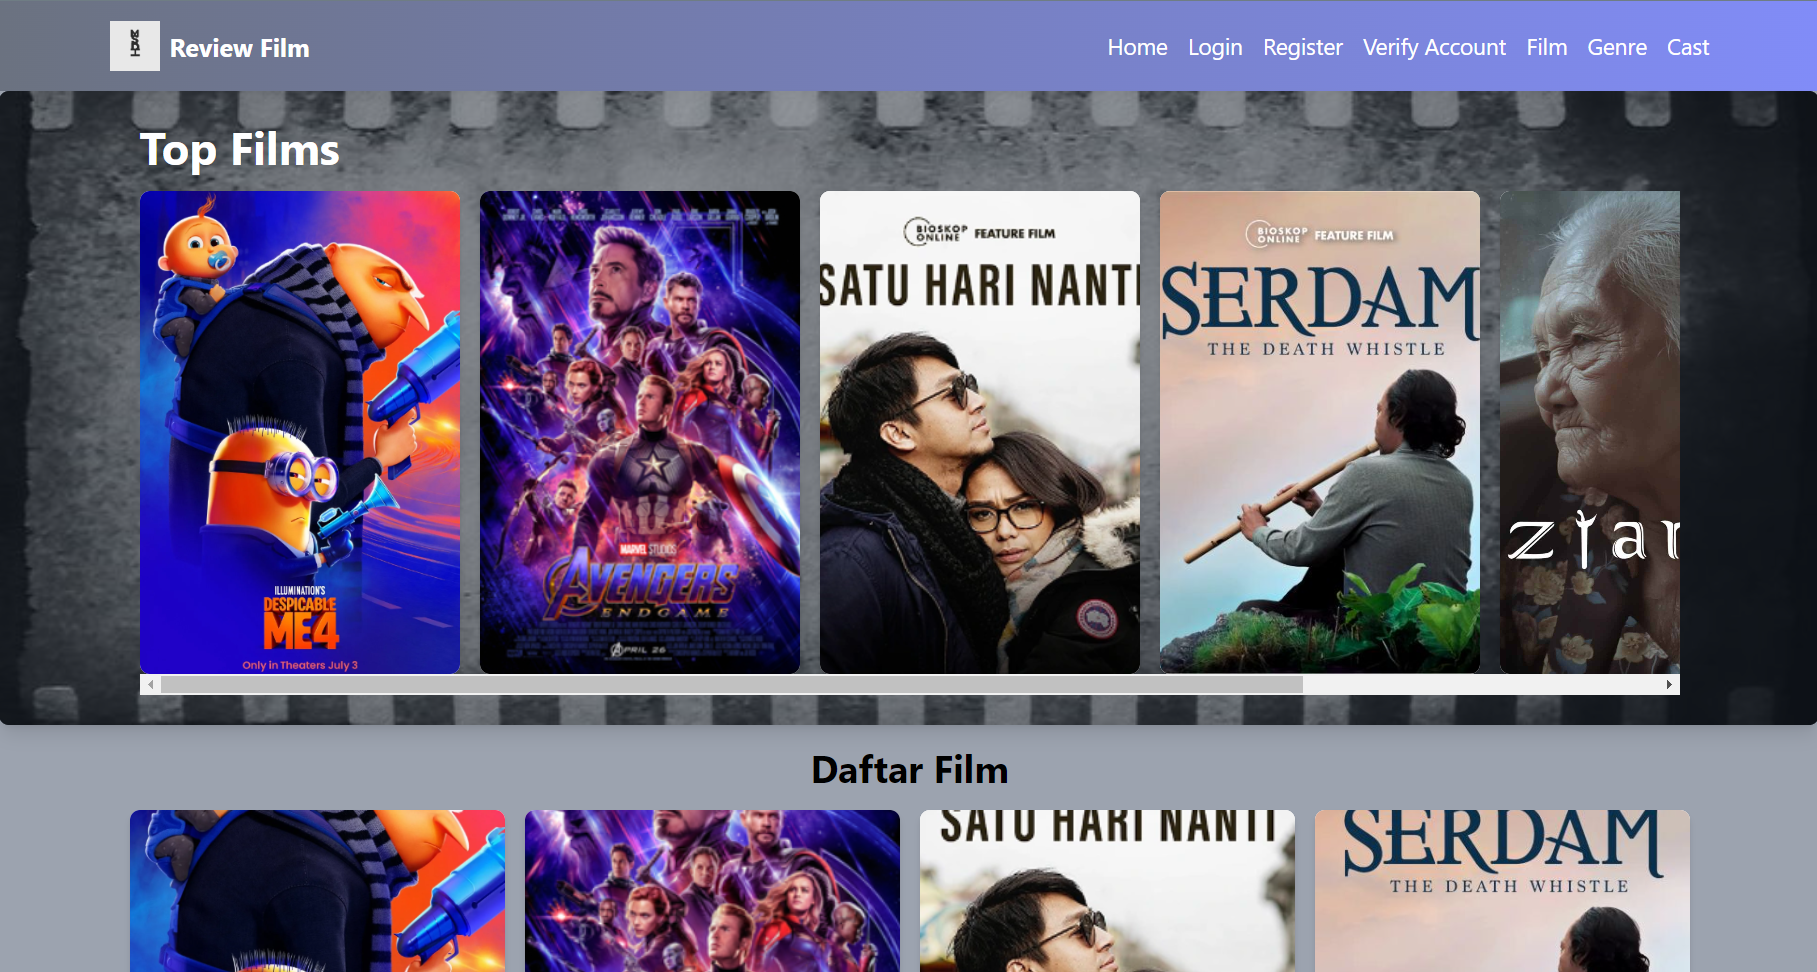 Review Film
Home Login Register Verify Account Film Genre Cast
Top Films
ILLUMINATION'S
DESPICABLE
ME4
Only in Theaters July 3
MARVEL STUDIOS
AVENGERS
ENDGAME
APRIL 26
BIOSKOP
ONLINE FEATURE FILM
SATU HARI NANTI
BIOSKOP
ONLINE FEATURE FILM
SERDAM
THE DEATH WHISTLE
ziar
Daftar Film
SATU HARI NANTI
SERDAM
THE DEATH WHISTLE